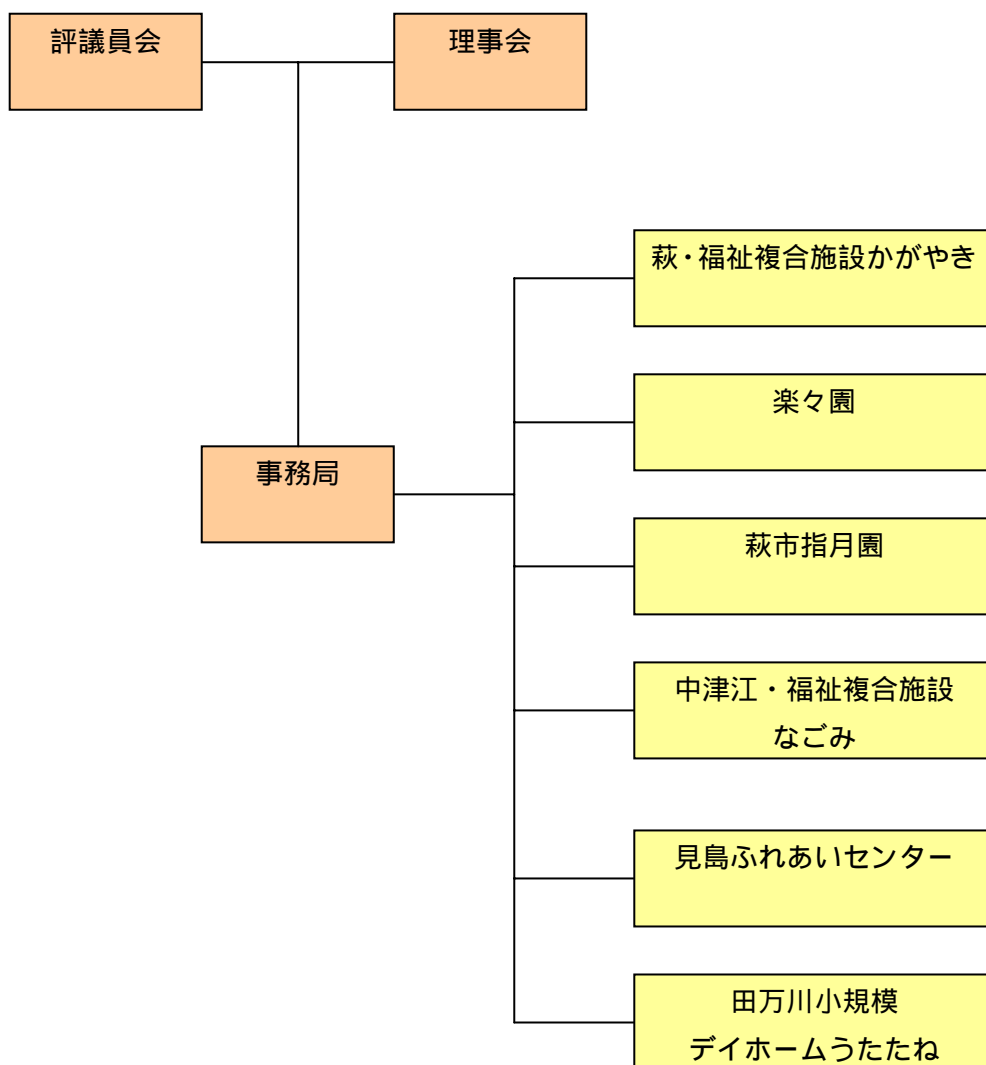 評議員会
理事会
萩・福祉複合施設かがやき
楽々園
事務局
萩市指月園
中津江・福祉複合施設
なごみ
見島ふれあいセンター
田万川小規模
デイホームうたたね